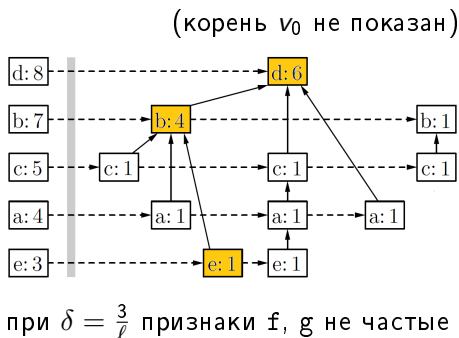 (корень v₀ не показан)
d: 8 d: 6
b: 7 b: 4 b: 1
c: 5 c: 1 c: 1 c: 1
a: 4 a: 1 a: 1 a: 1
e: 3 e: 1 e: 1
при δ = 3/ℓ признаки f, g не частые